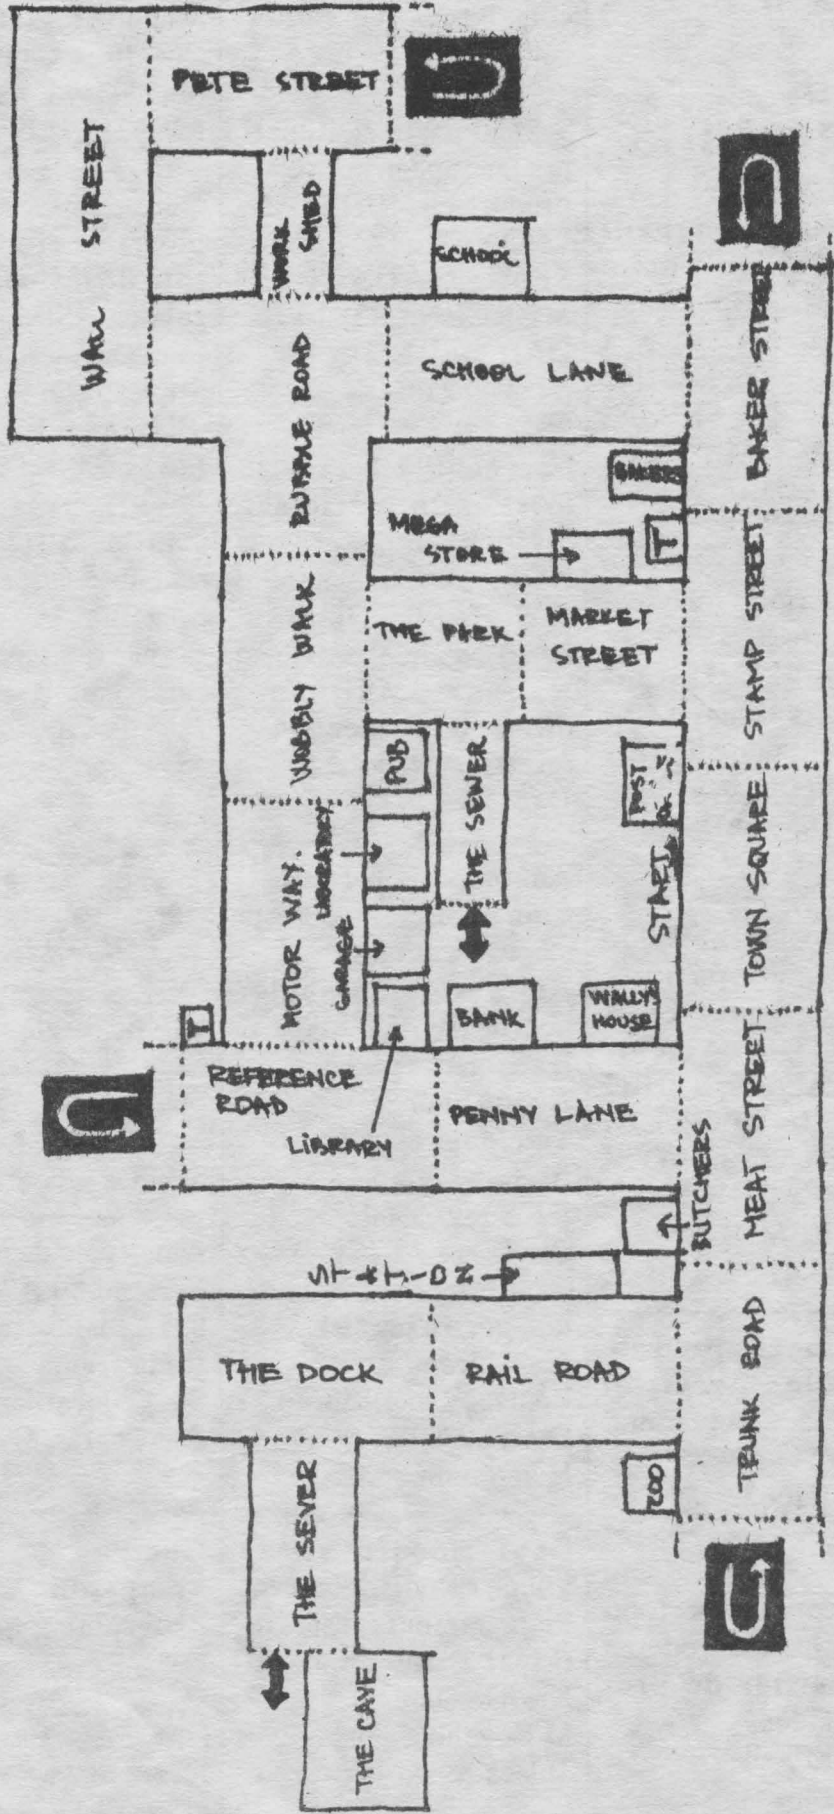 PETE STREET
WALL STREET
WORK
SHED
SCHOOL
RUBBLE ROAD
SCHOOL LANE
BAKER STREET
BAKERS
MEGA
STORE
T
STAMP STREET
WOBBLY WALK
THE PARK
MARKET
STREET
PUB
THE SEWER
POST
START
TOWN SQUARE
MOTOR WAY.
LABORATORY
GARAGE
T
BANK
WALLY'S
HOUSE
REFERENCE
ROAD
LIBRARY
PENNY LANE
BUTCHERS
MEAT STREET
THE DOCK
RAIL ROAD
TRUNK ROAD
ZOO
THE SEVER
THE CAVE